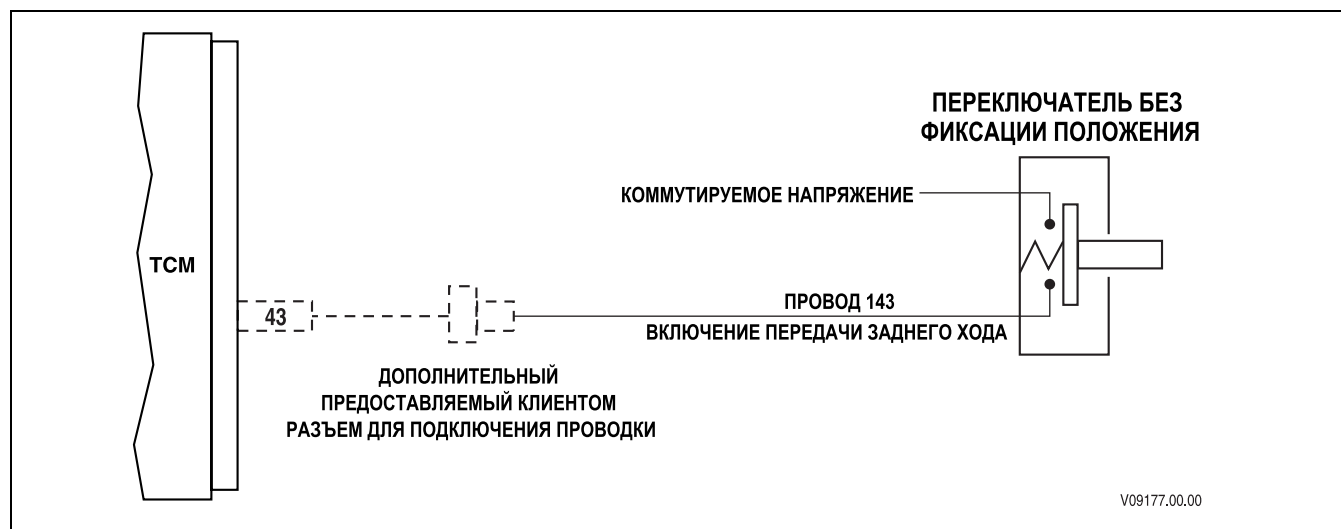 ПЕРЕКЛЮЧАТЕЛЬ БЕЗ
ФИКСАЦИИ ПОЛОЖЕНИЯ
КОММУТИРУЕМОЕ НАПРЯЖЕНИЕ
TCM
43
ПРОВОД 143
ВКЛЮЧЕНИЕ ПЕРЕДАЧИ ЗАДНЕГО ХОДА
ДОПОЛНИТЕЛЬНЫЙ
ПРЕДОСТАВЛЯЕМЫЙ КЛИЕНТОМ
РАЗЪЕМ ДЛЯ ПОДКЛЮЧЕНИЯ ПРОВОДКИ
V09177.00.00